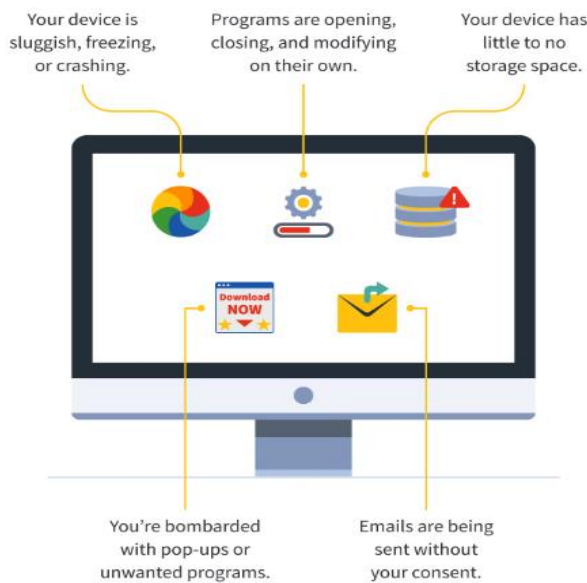 Your device is
sluggish, freezing,
or crashing.
Programs are opening,
closing, and modifying
on their own.
Your device has
little to no
storage space.
!
Download
NOW
You’re bombarded
with pop-ups or
unwanted programs.
Emails are being
sent without
your consent.